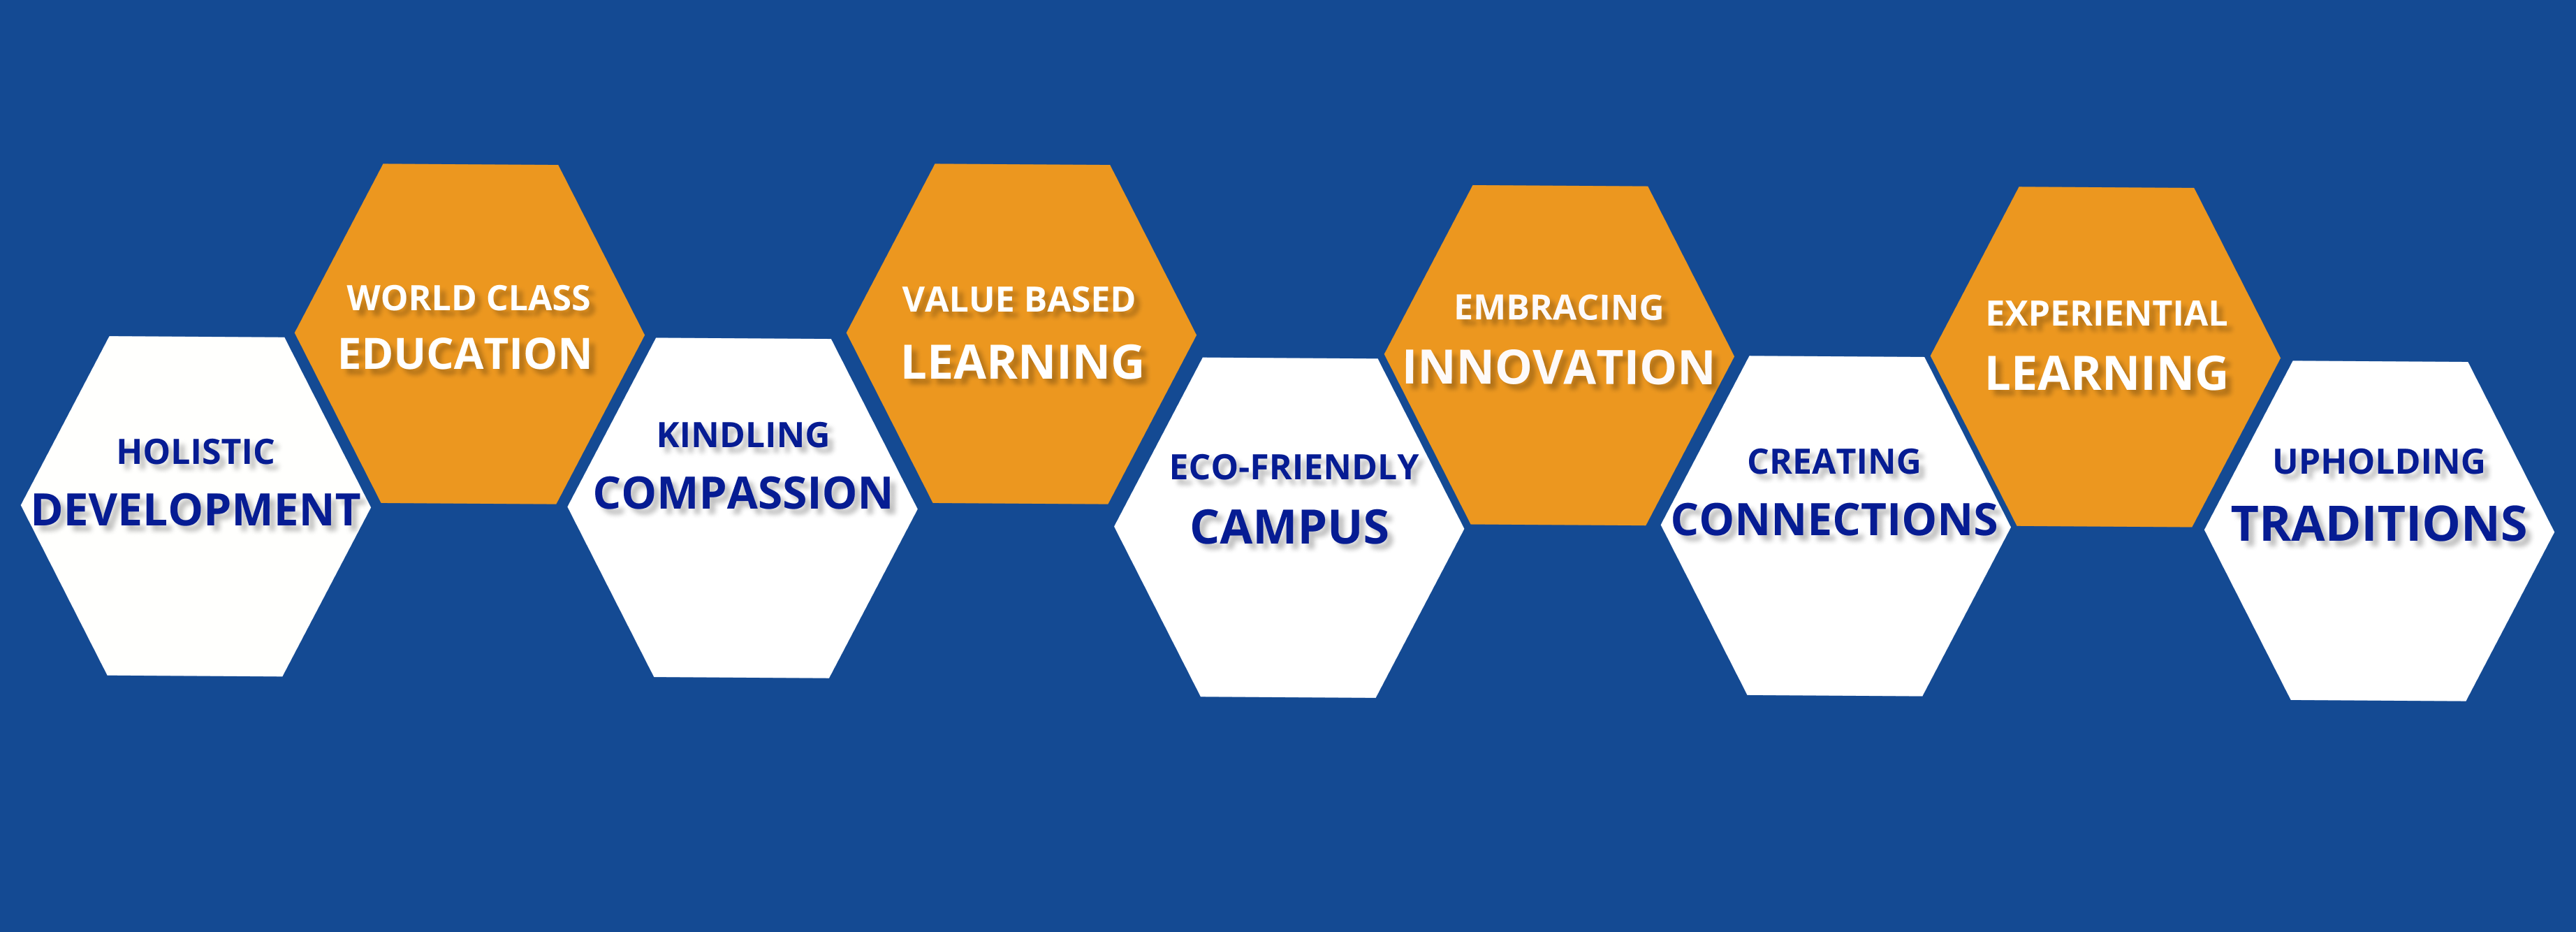 HOLISTIC
DEVELOPMENT
WORLD CLASS
EDUCATION
KINDLING
COMPASSION
VALUE BASED
LEARNING
ECO-FRIENDLY
CAMPUS
EMBRACING
INNOVATION
CREATING
CONNECTIONS
EXPERIENTIAL
LEARNING
UPHOLDING
TRADITIONS